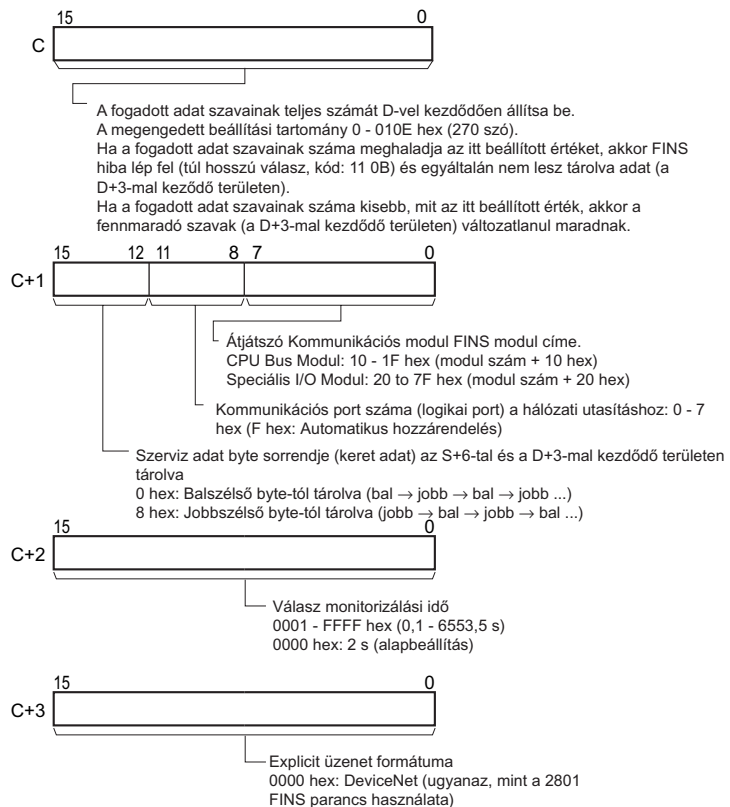 15 0
C
A fogadott adat szavainak teljes számát D-vel kezdődően állítsa be.
A megengedett beállítási tartomány 0 - 010E hex (270 szó).
Ha a fogadott adat szavainak száma meghaladja az itt beállított értéket, akkor FINS
hiba lép fel (túl hosszú válasz, kód: 11 0B) és egyáltalán nem lesz tárolva adat (a
D+3-mal keződő területen).
Ha a fogadott adat szavainak száma kisebb, mit az itt beállított érték, akkor a
fennmaradó szavak (a D+3-mal kezdődő területen) változatlanul maradnak.
15 12 11 8 7 0
C+1
Átjátszó Kommunikációs modul FINS modul címe.
CPU Bus Modul: 10 - 1F hex (modul szám + 10 hex)
Speciális I/O Modul: 20 to 7F hex (modul szám + 20 hex)
Kommunikációs port száma (logikai port) a hálózati utasításhoz: 0 - 7
hex (F hex: Automatikus hozzárendelés)
Szerviz adat byte sorrendje (keret adat) az S+6-tal és a D+3-mal kezdődő területen
tárolva
0 hex: Balszélső byte-tól tárolva (bal → jobb → bal → jobb ...)
8 hex: Jobbszélső byte-tól tárolva (jobb → bal → jobb → bal ...)
15 0
C+2
Válasz monitorizálási idő
0001 - FFFF hex (0,1 - 6553,5 s)
0000 hex: 2 s (alapbeállítás)
15 0
C+3
Explicit üzenet formátuma
0000 hex: DeviceNet (ugyanaz, mint a 2801
FINS parancs használata)